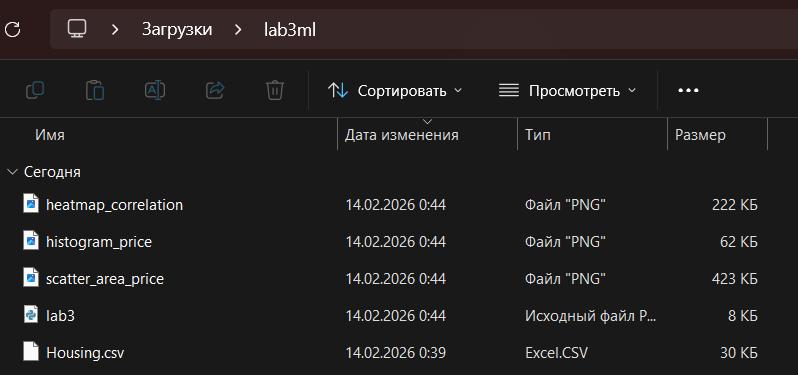 Загрузки lab3ml
Сортировать Просмотреть
Имя Дата изменения Тип Размер
Сегодня
heatmap_correlation 14.02.2026 0:44 Файл "PNG" 222 КБ
histogram_price 14.02.2026 0:44 Файл "PNG" 62 КБ
scatter_area_price 14.02.2026 0:44 Файл "PNG" 423 КБ
lab3 14.02.2026 0:44 Исходный файл P... 8 КБ
Housing.csv 14.02.2026 0:39 Excel.CSV 30 КБ